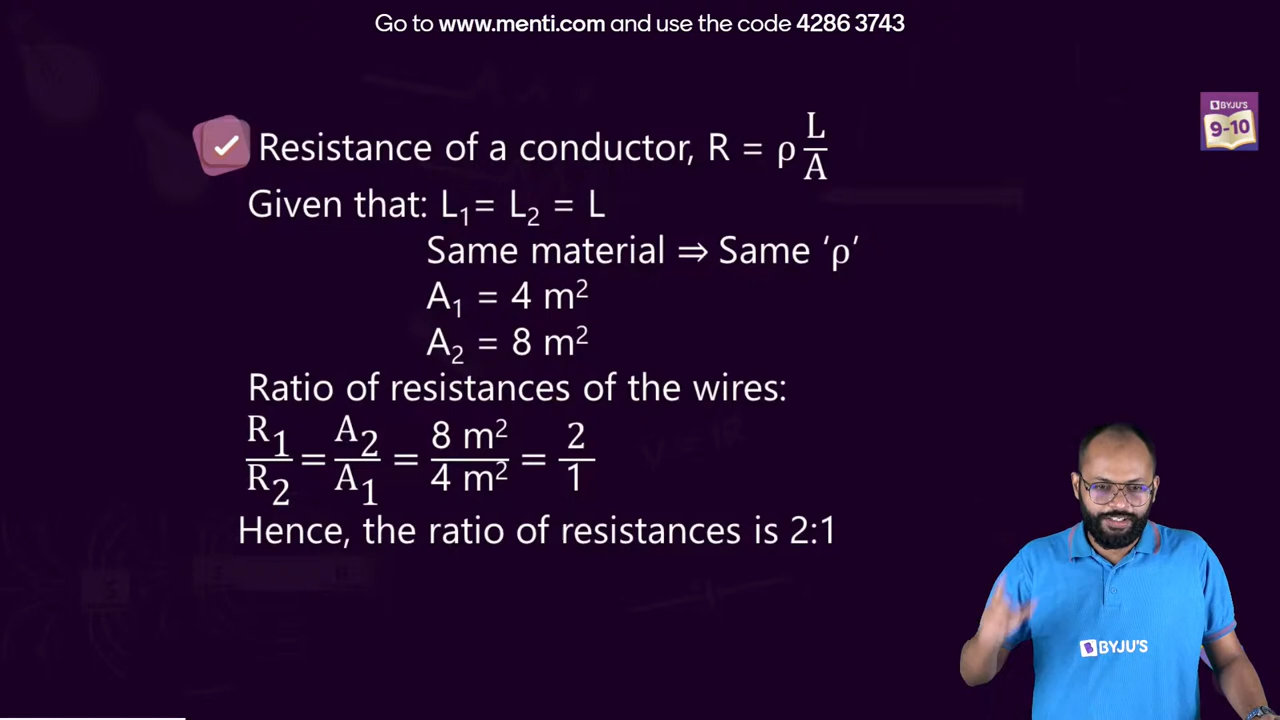 Go to www.menti.com and use the code 4286 3743
BYJU'S
9-10
Resistance of a conductor, R = ρ L/A
Given that: L₁= L₂ = L
Same material ⇒ Same ‘ρ’
A₁ = 4 m²
A₂ = 8 m²
Ratio of resistances of the wires:
R₁/R₂ = A₂/A₁ = 8 m²/4 m² = 2/1
Hence, the ratio of resistances is 2:1
BYJU'S